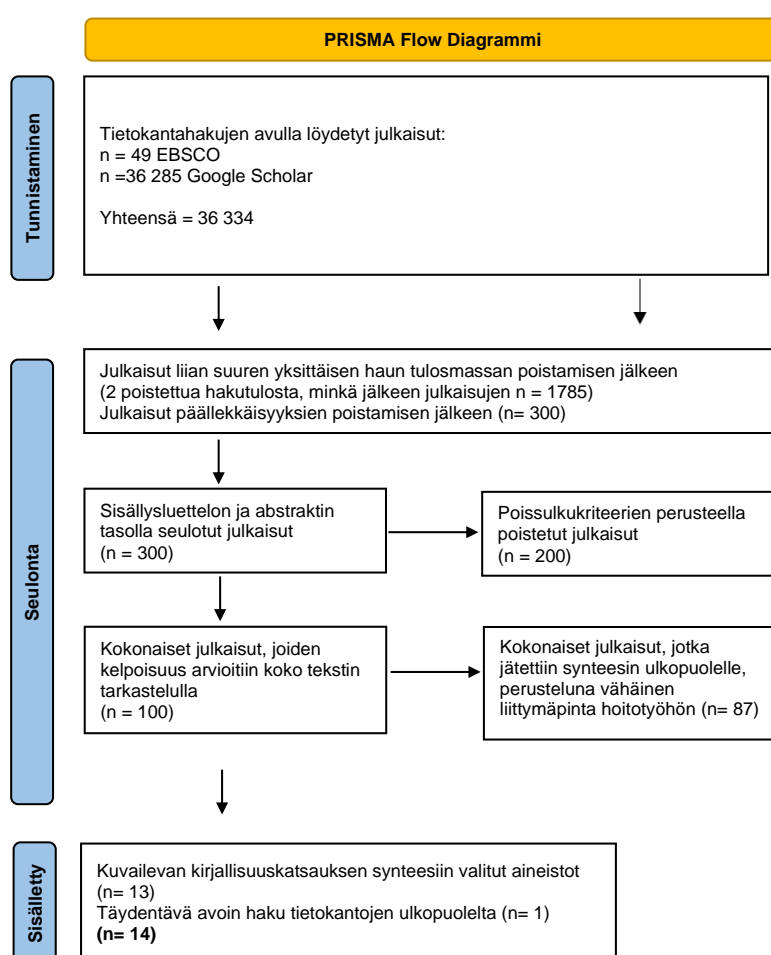 PRISMA Flow Diagrammi
Tunnistaminen
Tietokantahakujen avulla löydetyt julkaisut:
n = 49 EBSCO
n =36 285 Google Scholar
Yhteensä = 36 334
Seulonta
Julkaisut liian suuren yksittäisen haun tulosmassan poistamisen jälkeen
(2 poistettua hakutulosta, minkä jälkeen julkaisujen n = 1785)
Julkaisut päällekkäisyyksien poistamisen jälkeen (n= 300)
Sisällysluettelon ja abstraktin
tasolla seulotut julkaisut
(n = 300)
Poissulkukriteerien perusteella
poistetut julkaisut
(n = 200)
Kokonaiset julkaisut, joiden
kelpoisuus arvioitiin koko tekstin
tarkastelulla
(n = 100)
Kokonaiset julkaisut, jotka
jätettiin synteesin ulkopuolelle,
perusteluna vähäinen
liittymäpinta hoitotyöhön (n= 87)
Sisälletty
Kuvailevan kirjallisuuskatsauksen synteesiin valitut aineistot
(n= 13)
Täydentävä avoin haku tietokantojen ulkopuolelta (n= 1)
(n= 14)